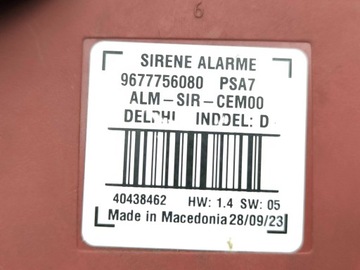 6
SIRENE ALARME
9677756080 PSA7
ALM-SIR-CEM00
DELPHI INDDEL: D
40438462 HW: 1.4 SW: 05
Made in Macedonia 28/09/23